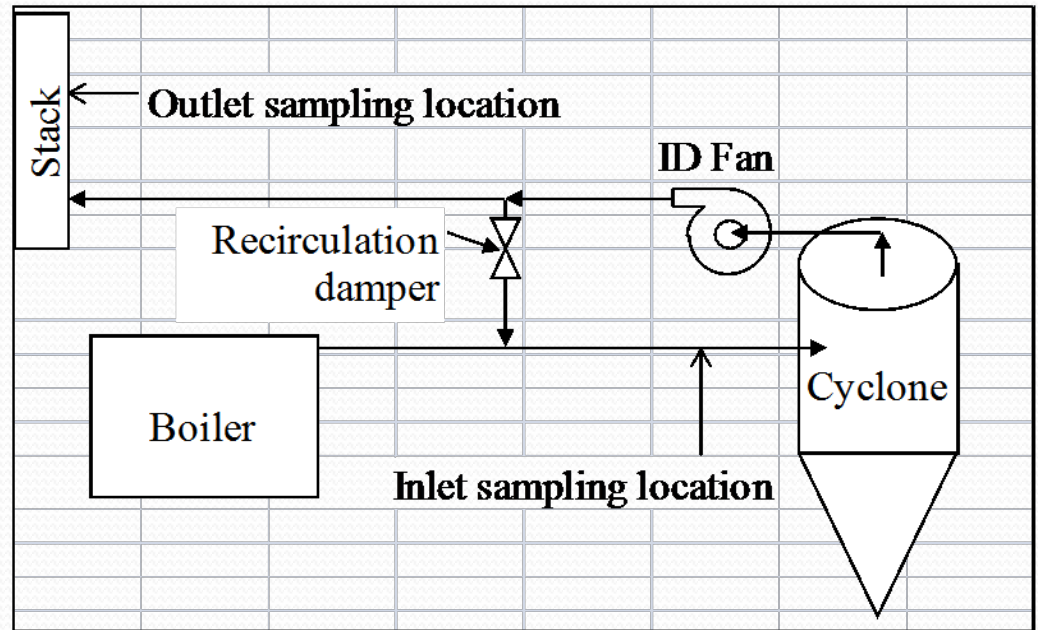 Stack
Outlet sampling location
ID Fan
Recirculation
damper
Boiler
Cyclone
Inlet sampling location